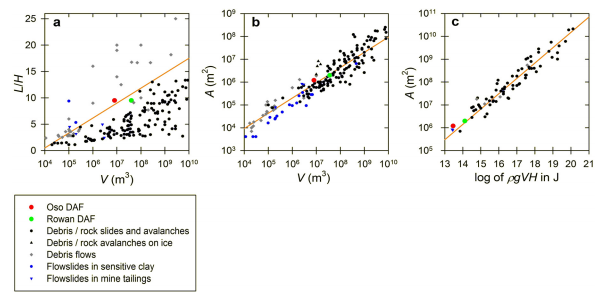 a
25
20
15
10
5
0
L/H
10⁴ 10⁵ 10⁶ 10⁷ 10⁸ 10⁹ 10¹⁰
V (m³)
b
10⁹
10⁸
10⁷
10⁶
10⁵
10⁴
10³
A (m²)
10⁴ 10⁵ 10⁶ 10⁷ 10⁸ 10⁹ 10¹⁰
V (m³)
c
10¹¹
10¹⁰
10⁹
10⁸
10⁷
10⁶
10⁵
A (m²)
13 14 15 16 17 18 19 20 21
log of ρgVH in J
Oso DAF
Rowan DAF
Debris / rock slides and avalanches
Debris / rock avalanches on ice
Debris flows
Flowslides in sensitive clay
Flowslides in mine tailings